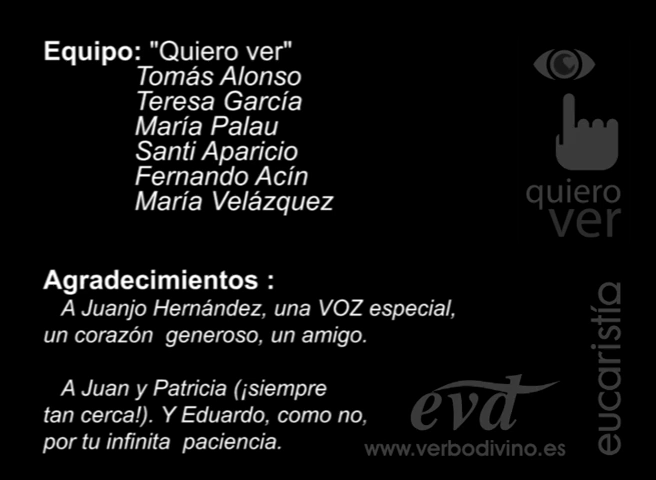 Equipo: "Quiero ver"
Tomás Alonso
Teresa García
María Palau
Santi Aparicio
Fernando Acín
María Velázquez
quiero
ver
Agradecimientos :
A Juanjo Hernández, una VOZ especial,
un corazón generoso, un amigo.
A Juan y Patricia (¡siempre
tan cerca!). Y Eduardo, como no,
por tu infinita paciencia.
evd
www.verbodivino.es
eucaristía